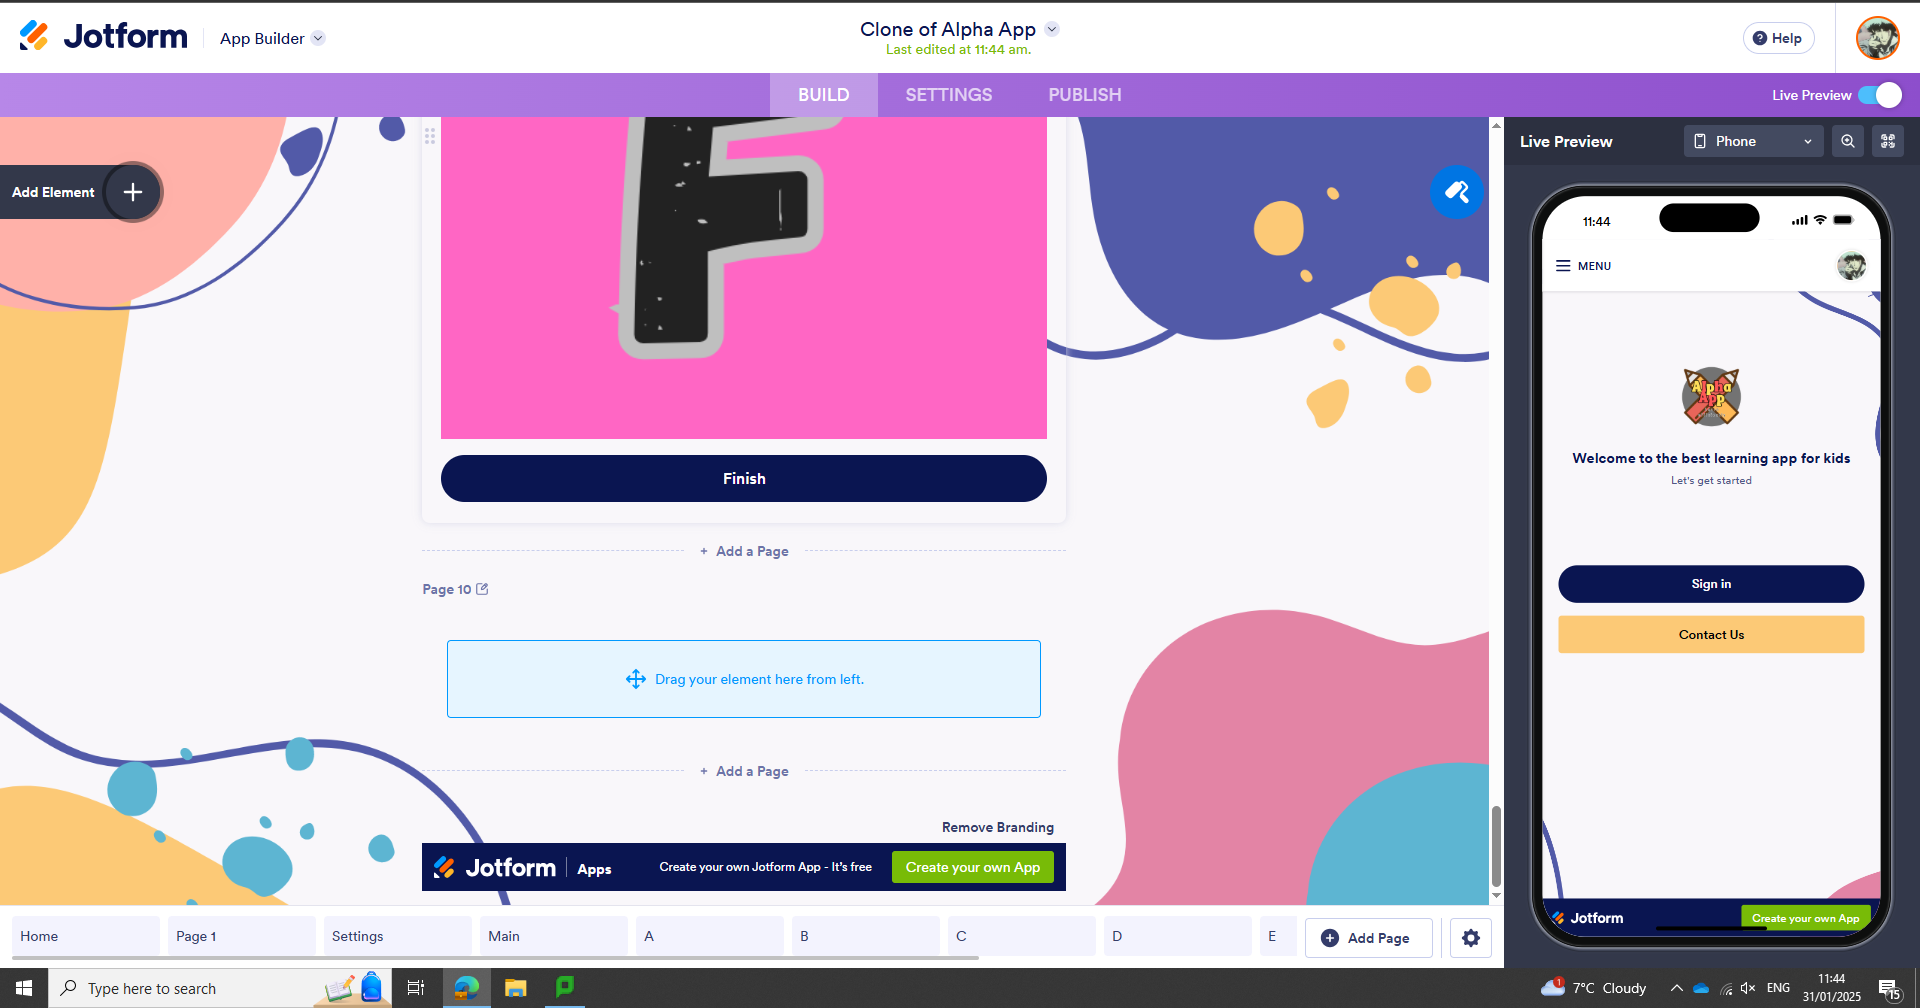 Jotform
App Builder
Clone of Alpha App
Last edited at 11:44 am.
Help
BUILD
SETTINGS
PUBLISH
Live Preview
Add Element
F
Finish
+ Add a Page
Page 10
Drag your element here from left.
+ Add a Page
Remove Branding
Jotform Apps
Create your own Jotform App - It's free
Create your own App
Live Preview
Phone
11:44
MENU
Alpha
App
Welcome to the best learning app for kids
Let's get started
Sign in
Contact Us
Jotform
Create your own App
Home
Page 1
Settings
Main
A
B
C
D
E
Add Page
Type here to search
1
7°C Cloudy
ENG
11:44
31/01/2025
15